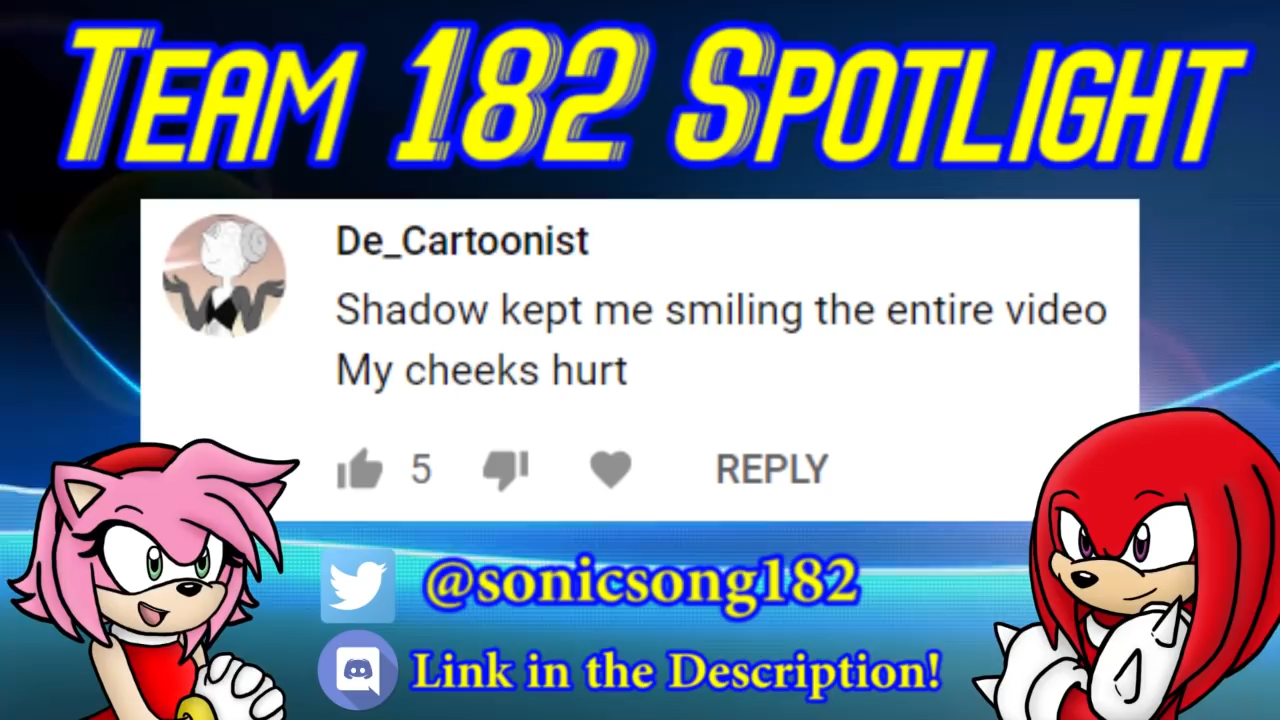 Team 182 Spotlight
De_Cartoonist
Shadow kept me smiling the entire video
My cheeks hurt
5 REPLY
@sonicsong182
Link in the Description!